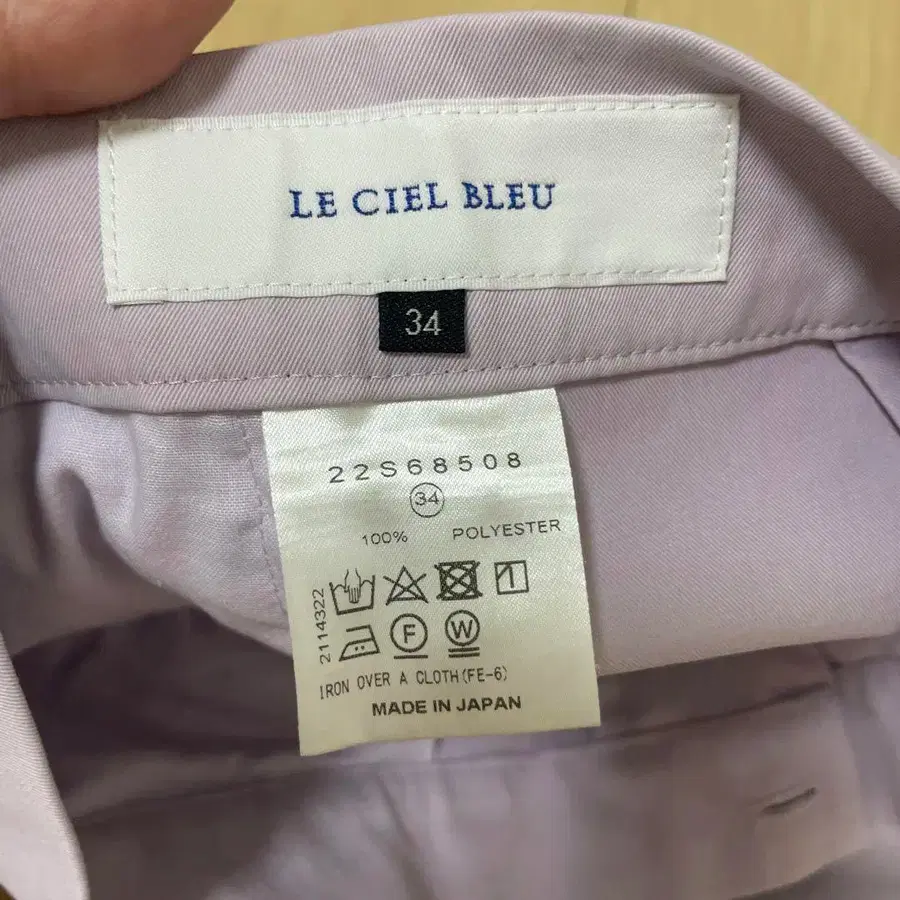 LE CIEL BLEU
34
22S68508
34
100% POLYESTER
2114322
F W
IRON OVER A CLOTH(FE-6)
MADE IN JAPAN